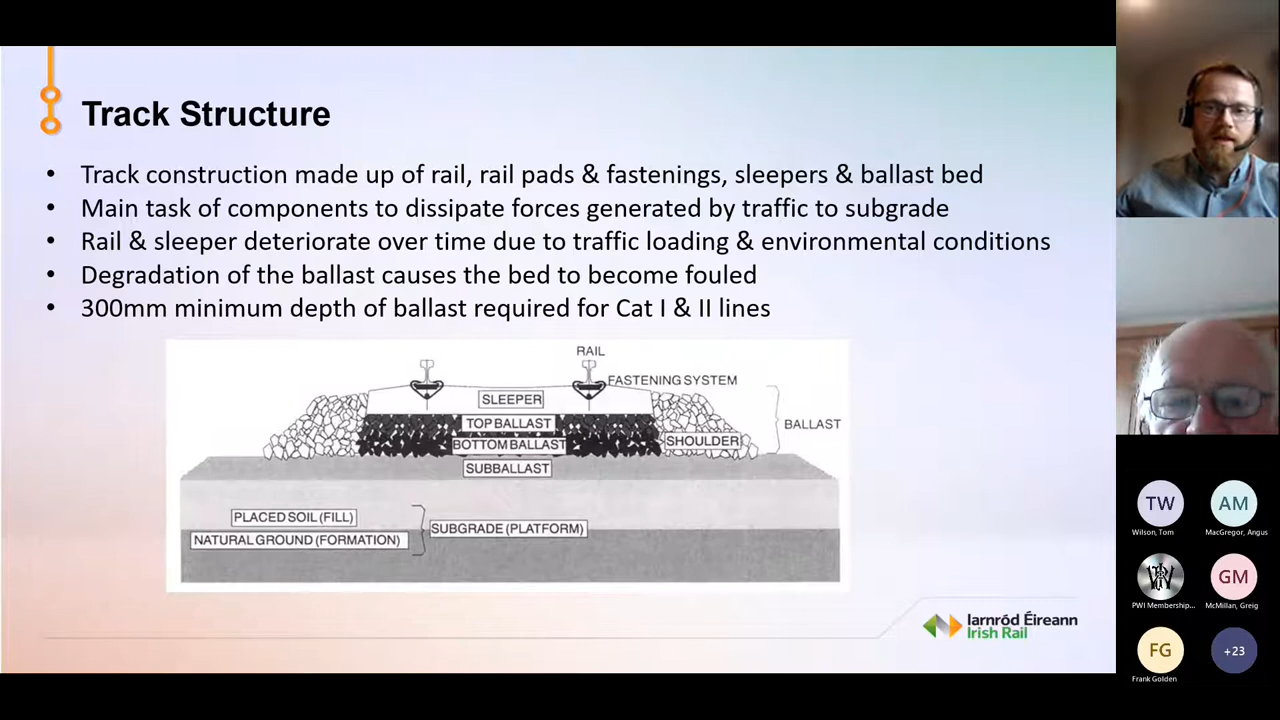 Track Structure
• Track construction made up of rail, rail pads & fastenings, sleepers & ballast bed
• Main task of components to dissipate forces generated by traffic to subgrade
• Rail & sleeper deteriorate over time due to traffic loading & environmental conditions
• Degradation of the ballast causes the bed to become fouled
• 300mm minimum depth of ballast required for Cat I & II lines
RAIL
FASTENING SYSTEM
SLEEPER
TOP BALLAST
BALLAST
BOTTOM BALLAST
SHOULDER
SUBBALLAST
PLACED SOIL (FILL)
SUBGRADE (PLATFORM)
NATURAL GROUND (FORMATION)
Iarnród Éireann
Irish Rail
TW
AM
Wilson, Tom
MacGregor, Angus
GM
PWI Membership...
McMillan, Greig
FG
+23
Frank Golden